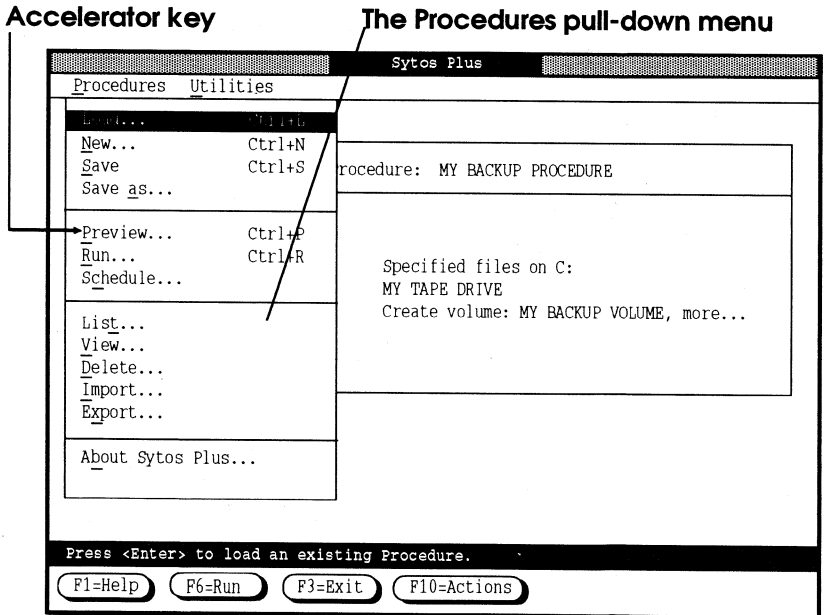 Accelerator key
The Procedures pull-down menu
Sytos Plus
Procedures Utilities
Load... Ctrl+L
New... Ctrl+N
Save Ctrl+S
Save as...
rocedure: MY BACKUP PROCEDURE
Preview... Ctrl+P
Run... Ctrl+R
Schedule...
Specified files on C:
MY TAPE DRIVE
Create volume: MY BACKUP VOLUME, more...
List...
View...
Delete...
Import...
Export...
About Sytos Plus...
Press <Enter> to load an existing Procedure.
F1=Help F6=Run F3=Exit F10=Actions